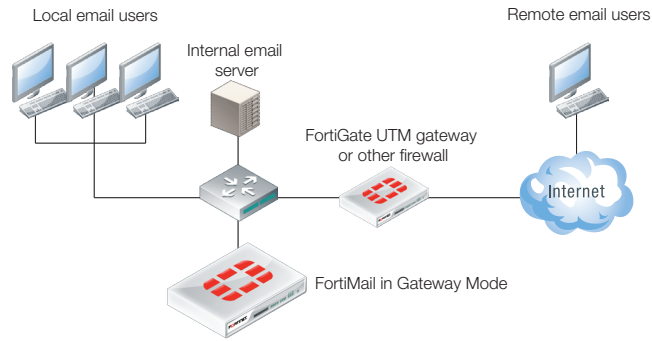 Local email users
Remote email users
Internal email
server
FortiGate UTM gateway
or other firewall
Internet
FortiMail in Gateway Mode
FORTINET